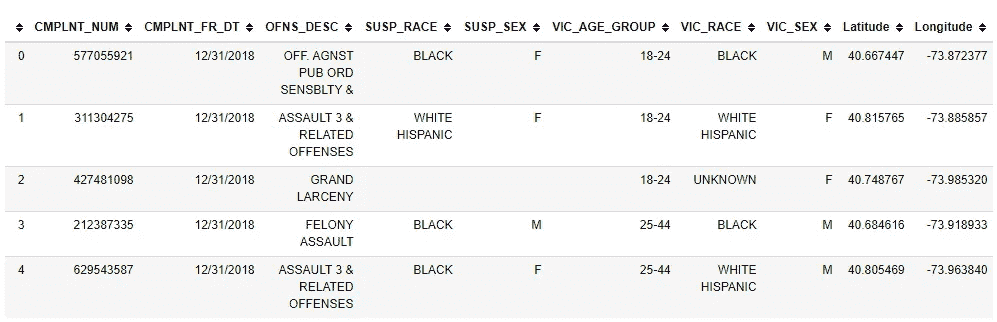 CMPLNT_NUM CMPLNT_FR_DT OFNS_DESC SUSP_RACE SUSP_SEX VIC_AGE_GROUP VIC_RACE VIC_SEX Latitude Longitude
0 577055921 12/31/2018 OFF. AGNST BLACK F 18-24 BLACK M 40.667447 -73.872377
PUB ORD
SENSBLTY &
1 311304275 12/31/2018 ASSAULT 3 & WHITE F 18-24 WHITE F 40.815765 -73.885857
RELATED HISPANIC HISPANIC
OFFENSES
2 427481098 12/31/2018 GRAND 18-24 UNKNOWN F 40.748767 -73.985320
LARCENY
3 212387335 12/31/2018 FELONY BLACK M 25-44 BLACK M 40.684616 -73.918933
ASSAULT
4 629543587 12/31/2018 ASSAULT 3 & BLACK F 25-44 WHITE M 40.805469 -73.963840
RELATED HISPANIC
OFFENSES